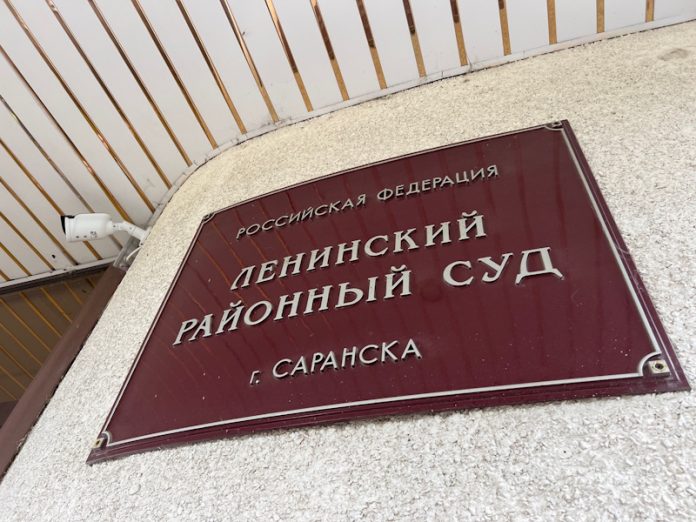 РОССИЙСКАЯ ФЕДЕРАЦИЯ
ЛЕНИНСКИЙ
РАЙОННЫЙ СУД
г. САРАНСКА